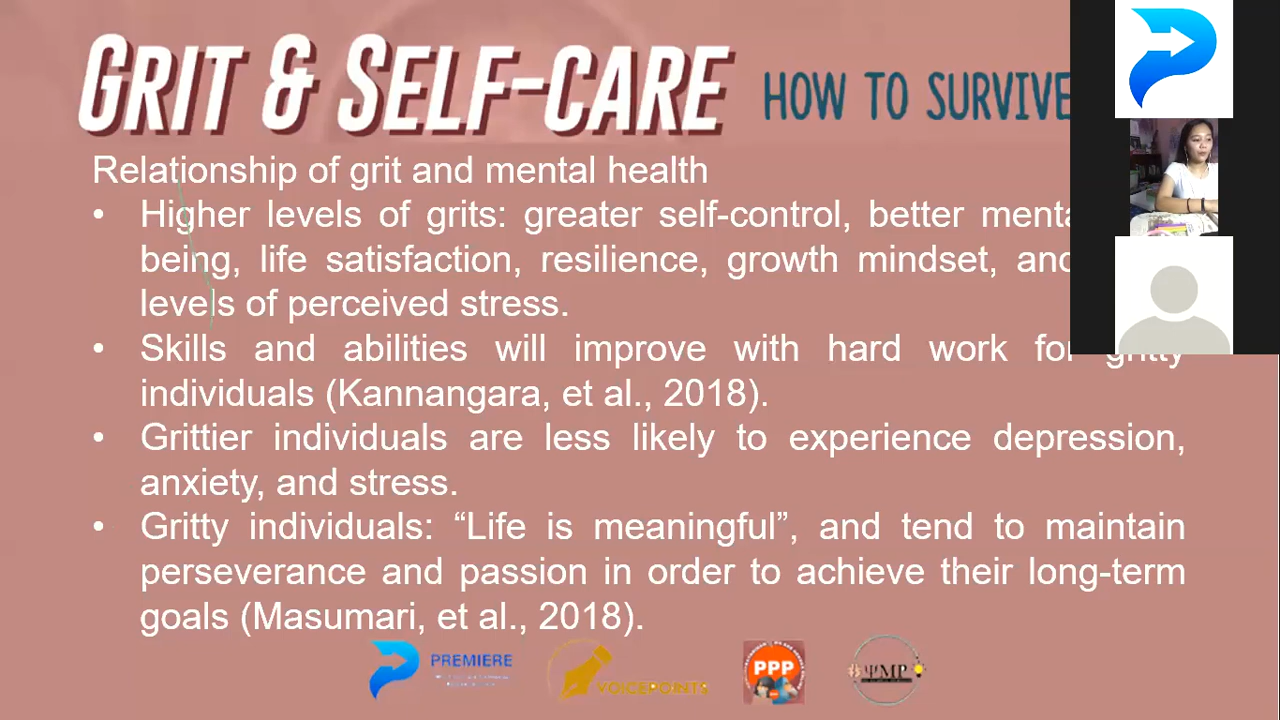 GRIT & SELF-CARE HOW TO SURVIVE
Relationship of grit and mental health
• Higher levels of grits: greater self-control, better menta
being, life satisfaction, resilience, growth mindset, and
levels of perceived stress.
• Skills and abilities will improve with hard work for gritty
individuals (Kannangara, et al., 2018).
• Grittier individuals are less likely to experience depression,
anxiety, and stress.
• Gritty individuals: “Life is meaningful”, and tend to maintain
perseverance and passion in order to achieve their long-term
goals (Masumari, et al., 2018).
PREMIERE
VOICEPOINTS
PPP
ΨMP